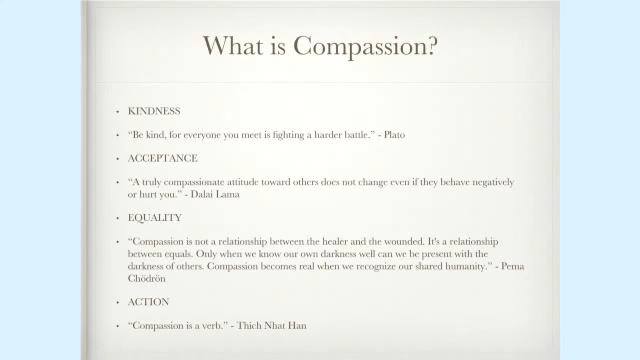 What is Compassion?
• KINDNESS
• “Be kind, for everyone you meet is fighting a harder battle.” - Plato
• ACCEPTANCE
• “A truly compassionate attitude toward others does not change even if they behave negatively
or hurt you.” - Dalai Lama
• EQUALITY
• “Compassion is not a relationship between the healer and the wounded. It's a relationship
between equals. Only when we know our own darkness well can we be present with the
darkness of others. Compassion becomes real when we recognize our shared humanity.” - Pema
Chödrön
• ACTION
• “Compassion is a verb.” - Thich Nhat Han